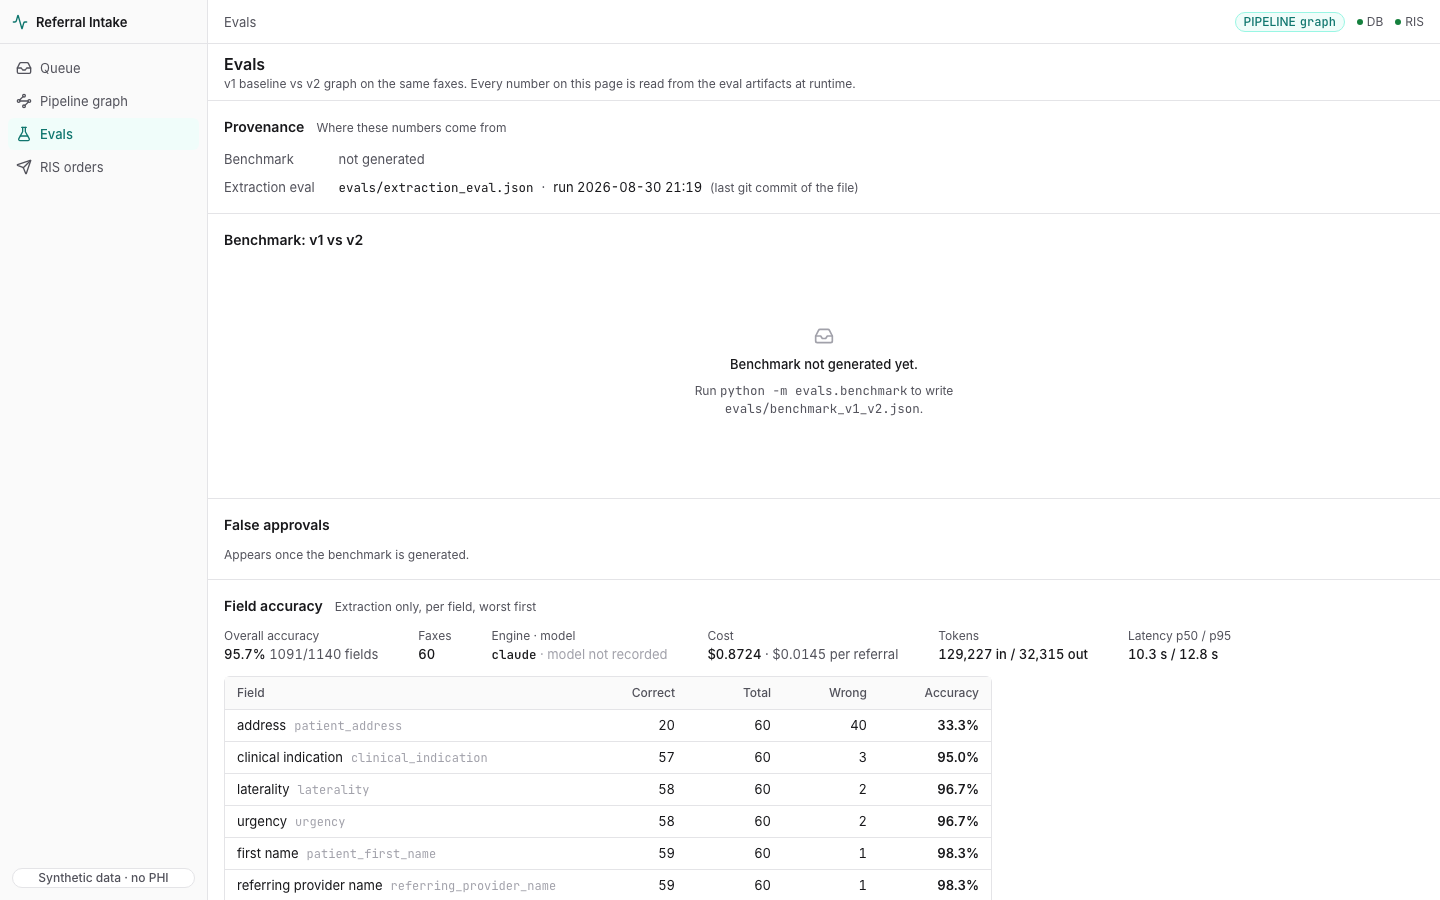 Referral Intake
Evals
PIPELINE graph
DB
RIS
Queue
Pipeline graph
Evals
RIS orders
Synthetic data · no PHI
Evals
v1 baseline vs v2 graph on the same faxes. Every number on this page is read from the eval artifacts at runtime.
Provenance Where these numbers come from
Benchmark not generated
Extraction eval evals/extraction_eval.json · run 2026-08-30 21:19 (last git commit of the file)
Benchmark: v1 vs v2
Benchmark not generated yet.
Run python -m evals.benchmark to write
evals/benchmark_v1_v2.json.
False approvals
Appears once the benchmark is generated.
Field accuracy Extraction only, per field, worst first
Overall accuracy Faxes Engine · model Cost Tokens Latency p50 / p95
95.7% 1091/1140 fields 60 claude · model not recorded $0.8724 · $0.0145 per referral 129,227 in / 32,315 out 10.3 s / 12.8 s
Field Correct Total Wrong Accuracy
address patient_address 20 60 40 33.3%
clinical indication clinical_indication 57 60 3 95.0%
laterality laterality 58 60 2 96.7%
urgency urgency 58 60 2 96.7%
first name patient_first_name 59 60 1 98.3%
referring provider name referring_provider_name 59 60 1 98.3%